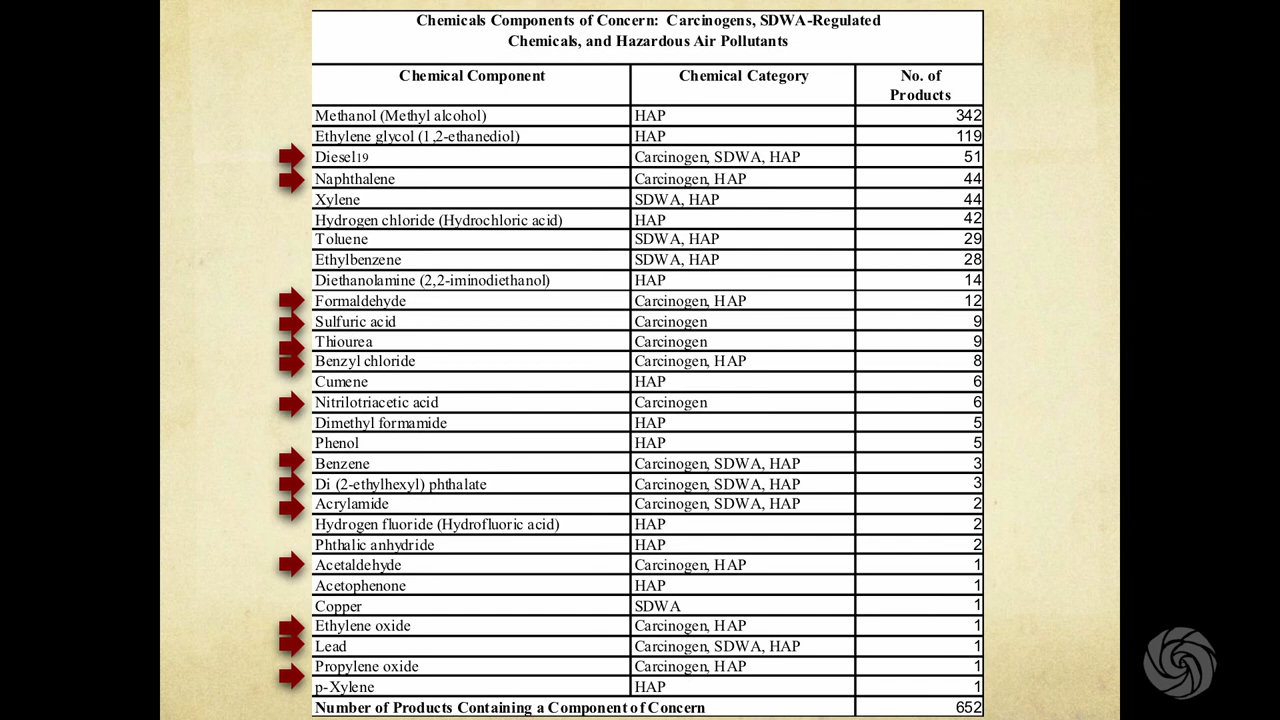 Chemicals Components of Concern: Carcinogens, SDWA-Regulated
Chemicals, and Hazardous Air Pollutants
Chemical Component Chemical Category No. of
Products
Methanol (Methyl alcohol) HAP 342
Ethylene glycol (1,2-ethanediol) HAP 119
Diesel19 Carcinogen, SDWA, HAP 51
Naphthalene Carcinogen, HAP 44
Xylene SDWA, HAP 44
Hydrogen chloride (Hydrochloric acid) HAP 42
Toluene SDWA, HAP 29
Ethylbenzene SDWA, HAP 28
Diethanolamine (2,2-iminodiethanol) HAP 14
Formaldehyde Carcinogen, HAP 12
Sulfuric acid Carcinogen 9
Thiourea Carcinogen 9
Benzyl chloride Carcinogen, HAP 8
Cumene HAP 6
Nitrilotriacetic acid Carcinogen 6
Dimethyl formamide HAP 5
Phenol HAP 5
Benzene Carcinogen, SDWA, HAP 3
Di (2-ethylhexyl) phthalate Carcinogen, SDWA, HAP 3
Acrylamide Carcinogen, SDWA, HAP 2
Hydrogen fluoride (Hydrofluoric acid) HAP 2
Phthalic anhydride HAP 2
Acetaldehyde Carcinogen, HAP 1
Acetophenone HAP 1
Copper SDWA 1
Ethylene oxide Carcinogen, HAP 1
Lead Carcinogen, SDWA, HAP 1
Propylene oxide Carcinogen, HAP 1
p-Xylene HAP 1
Number of Products Containing a Component of Concern 652